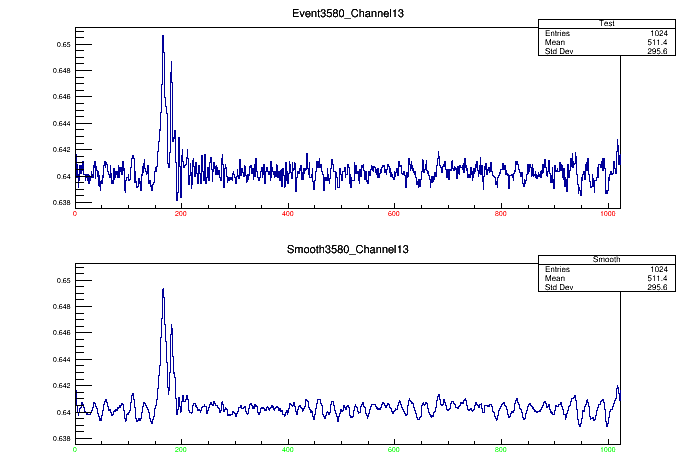 Event3580_Channel13
Test
Entries 1024
Mean 511.4
Std Dev 295.6
0.65
0.648
0.646
0.644
0.642
0.64
0.638
0 200 400 600 800 1000
Smooth3580_Channel13
Smooth
Entries 1024
Mean 511.4
Std Dev 295.6
0.65
0.648
0.646
0.644
0.642
0.64
0.638
0 200 400 600 800 1000